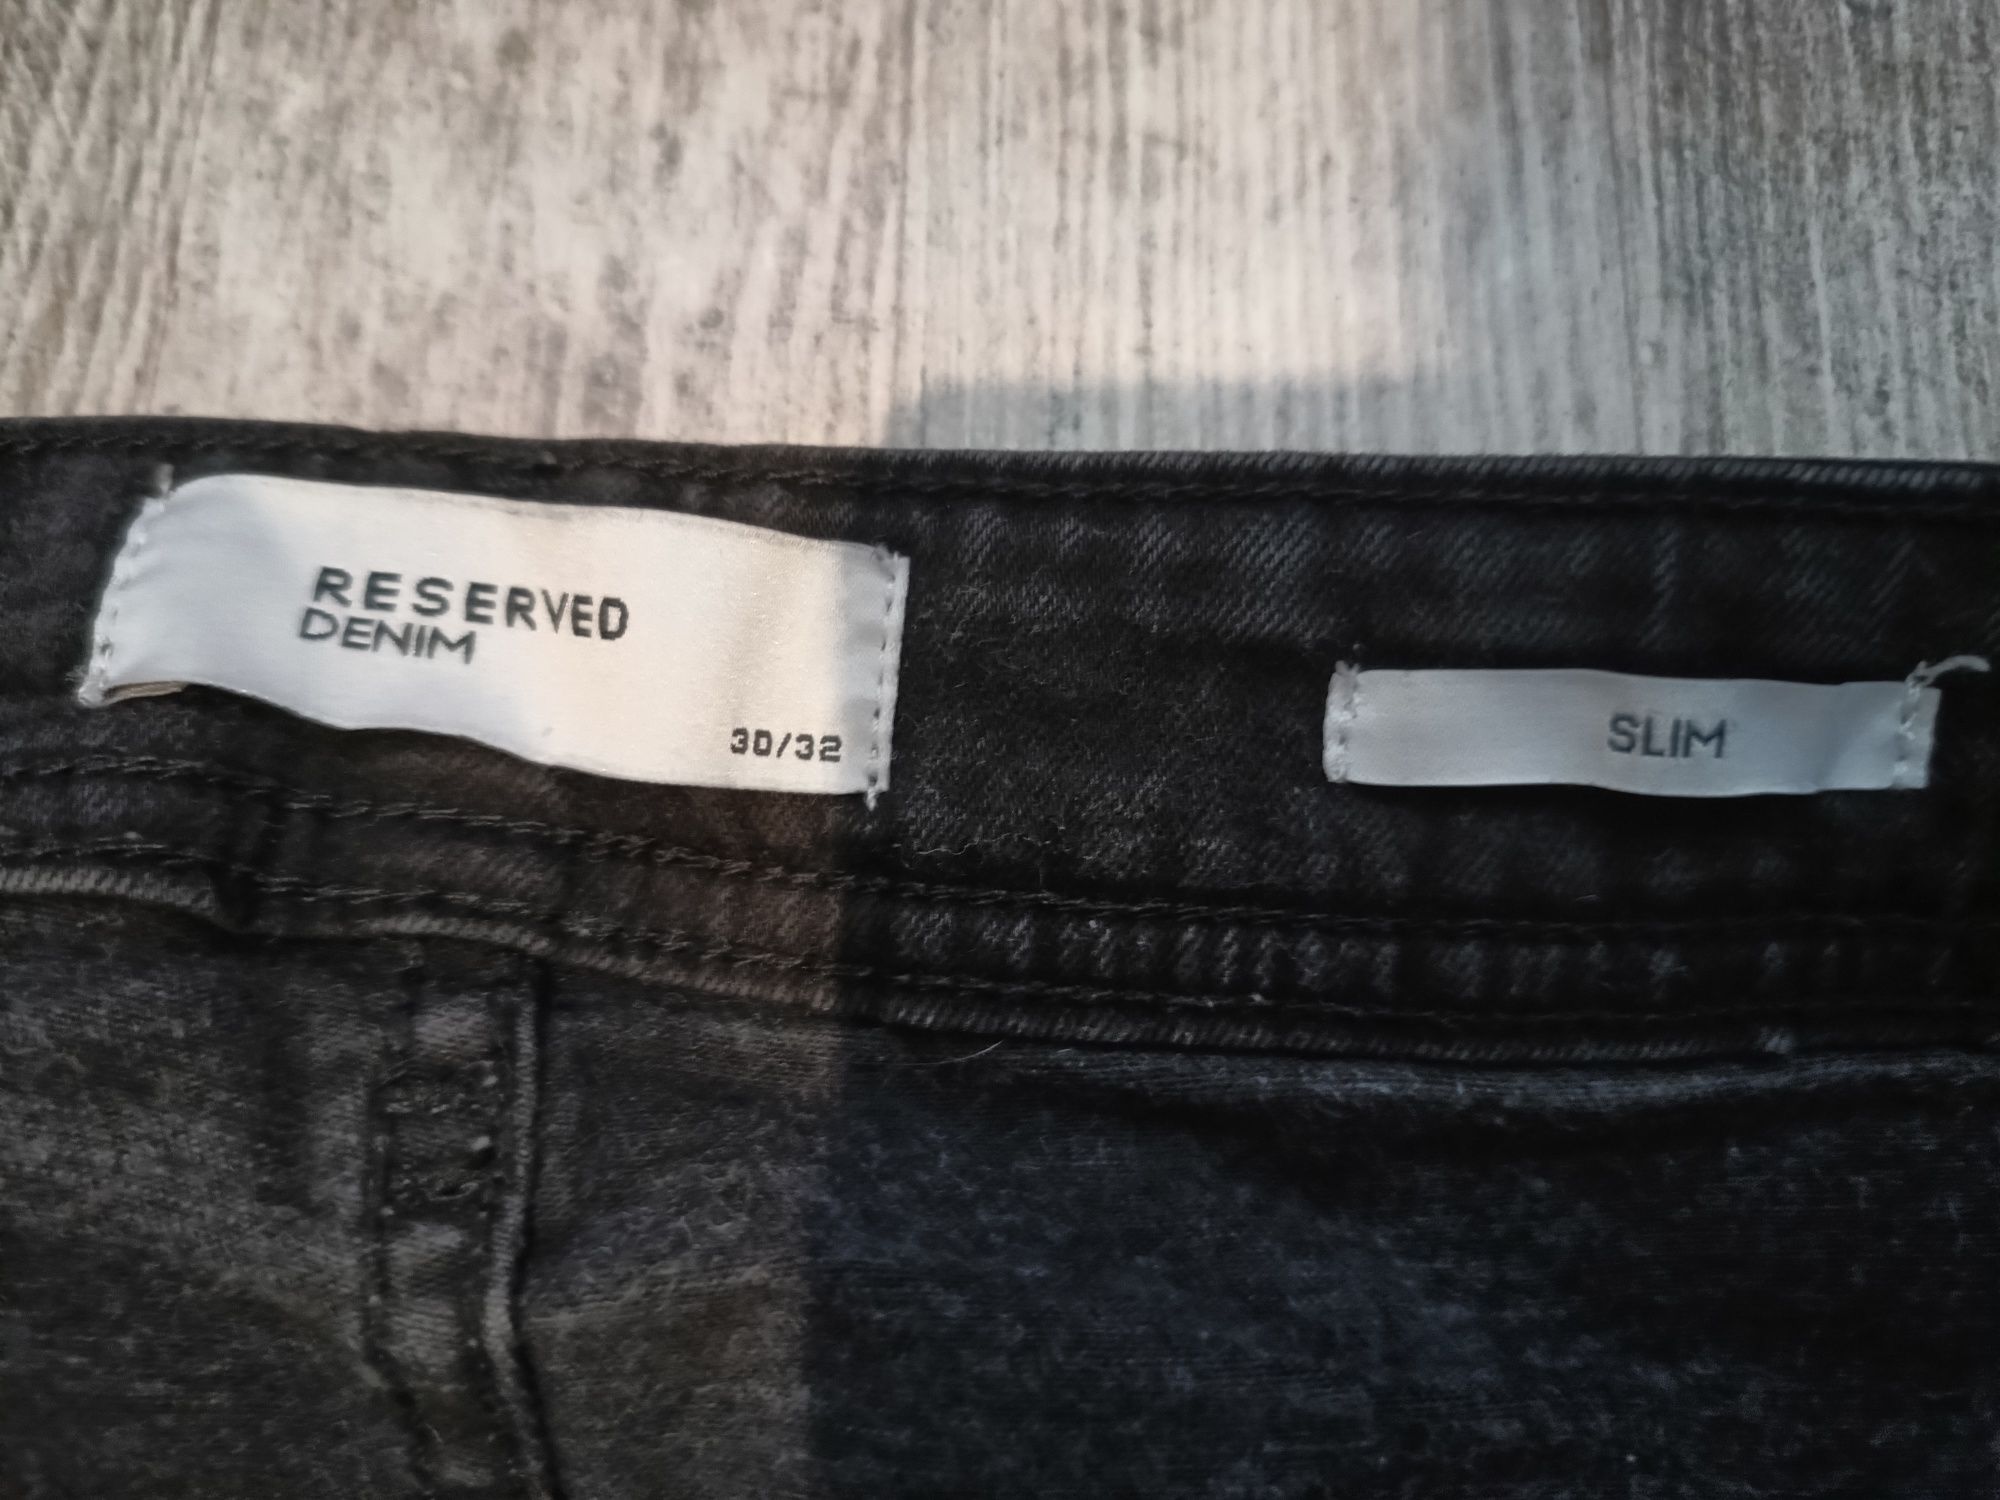 RESERVED
DENIM
30/32
SLIM